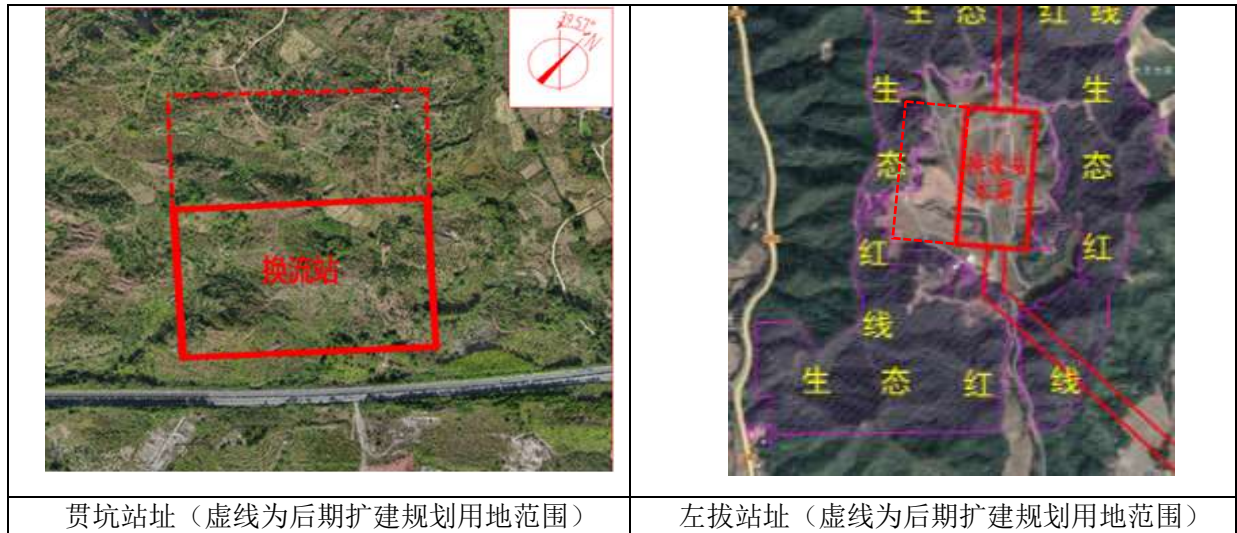 39.57°
N
换流站
生 态 红 线
生
态
红
线
生
态
红
生 态 红 线
贯坑站址（虚线为后期扩建规划用地范围）
左拔站址（虚线为后期扩建规划用地范围）